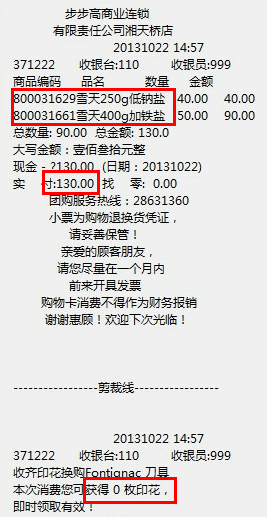 步步高商业连锁
有限责任公司湘天桥店
20131022 14:57
371222 收银台:110 收银员:999
商品编码 品名 数量 金额
800031629雪天250g低钠盐 40.00 40.00
800031661雪天400g加铁盐 50.00 90.00
总数量: 90.00 总金额: 130.0
大写金额：壹佰叁拾元整
现金 - ?130.00 (日期：20131022)
实 付:130.00 找 零: 0.00
团购服务热线：28631360
小票为购物退换货凭证，
请妥善保管！
亲爱的顾客朋友，
请您尽量在一个月内
前来开具发票
购物卡消费不得作为财务报销
谢谢惠顾！欢迎下次光临！
-----------------剪裁线-----------------
20131022 14:57
371222 收银台:110 收银员:999
收齐印花换购Fontignac 刀具
本次消费您可获得 0 枚印花，
即时领取有效！